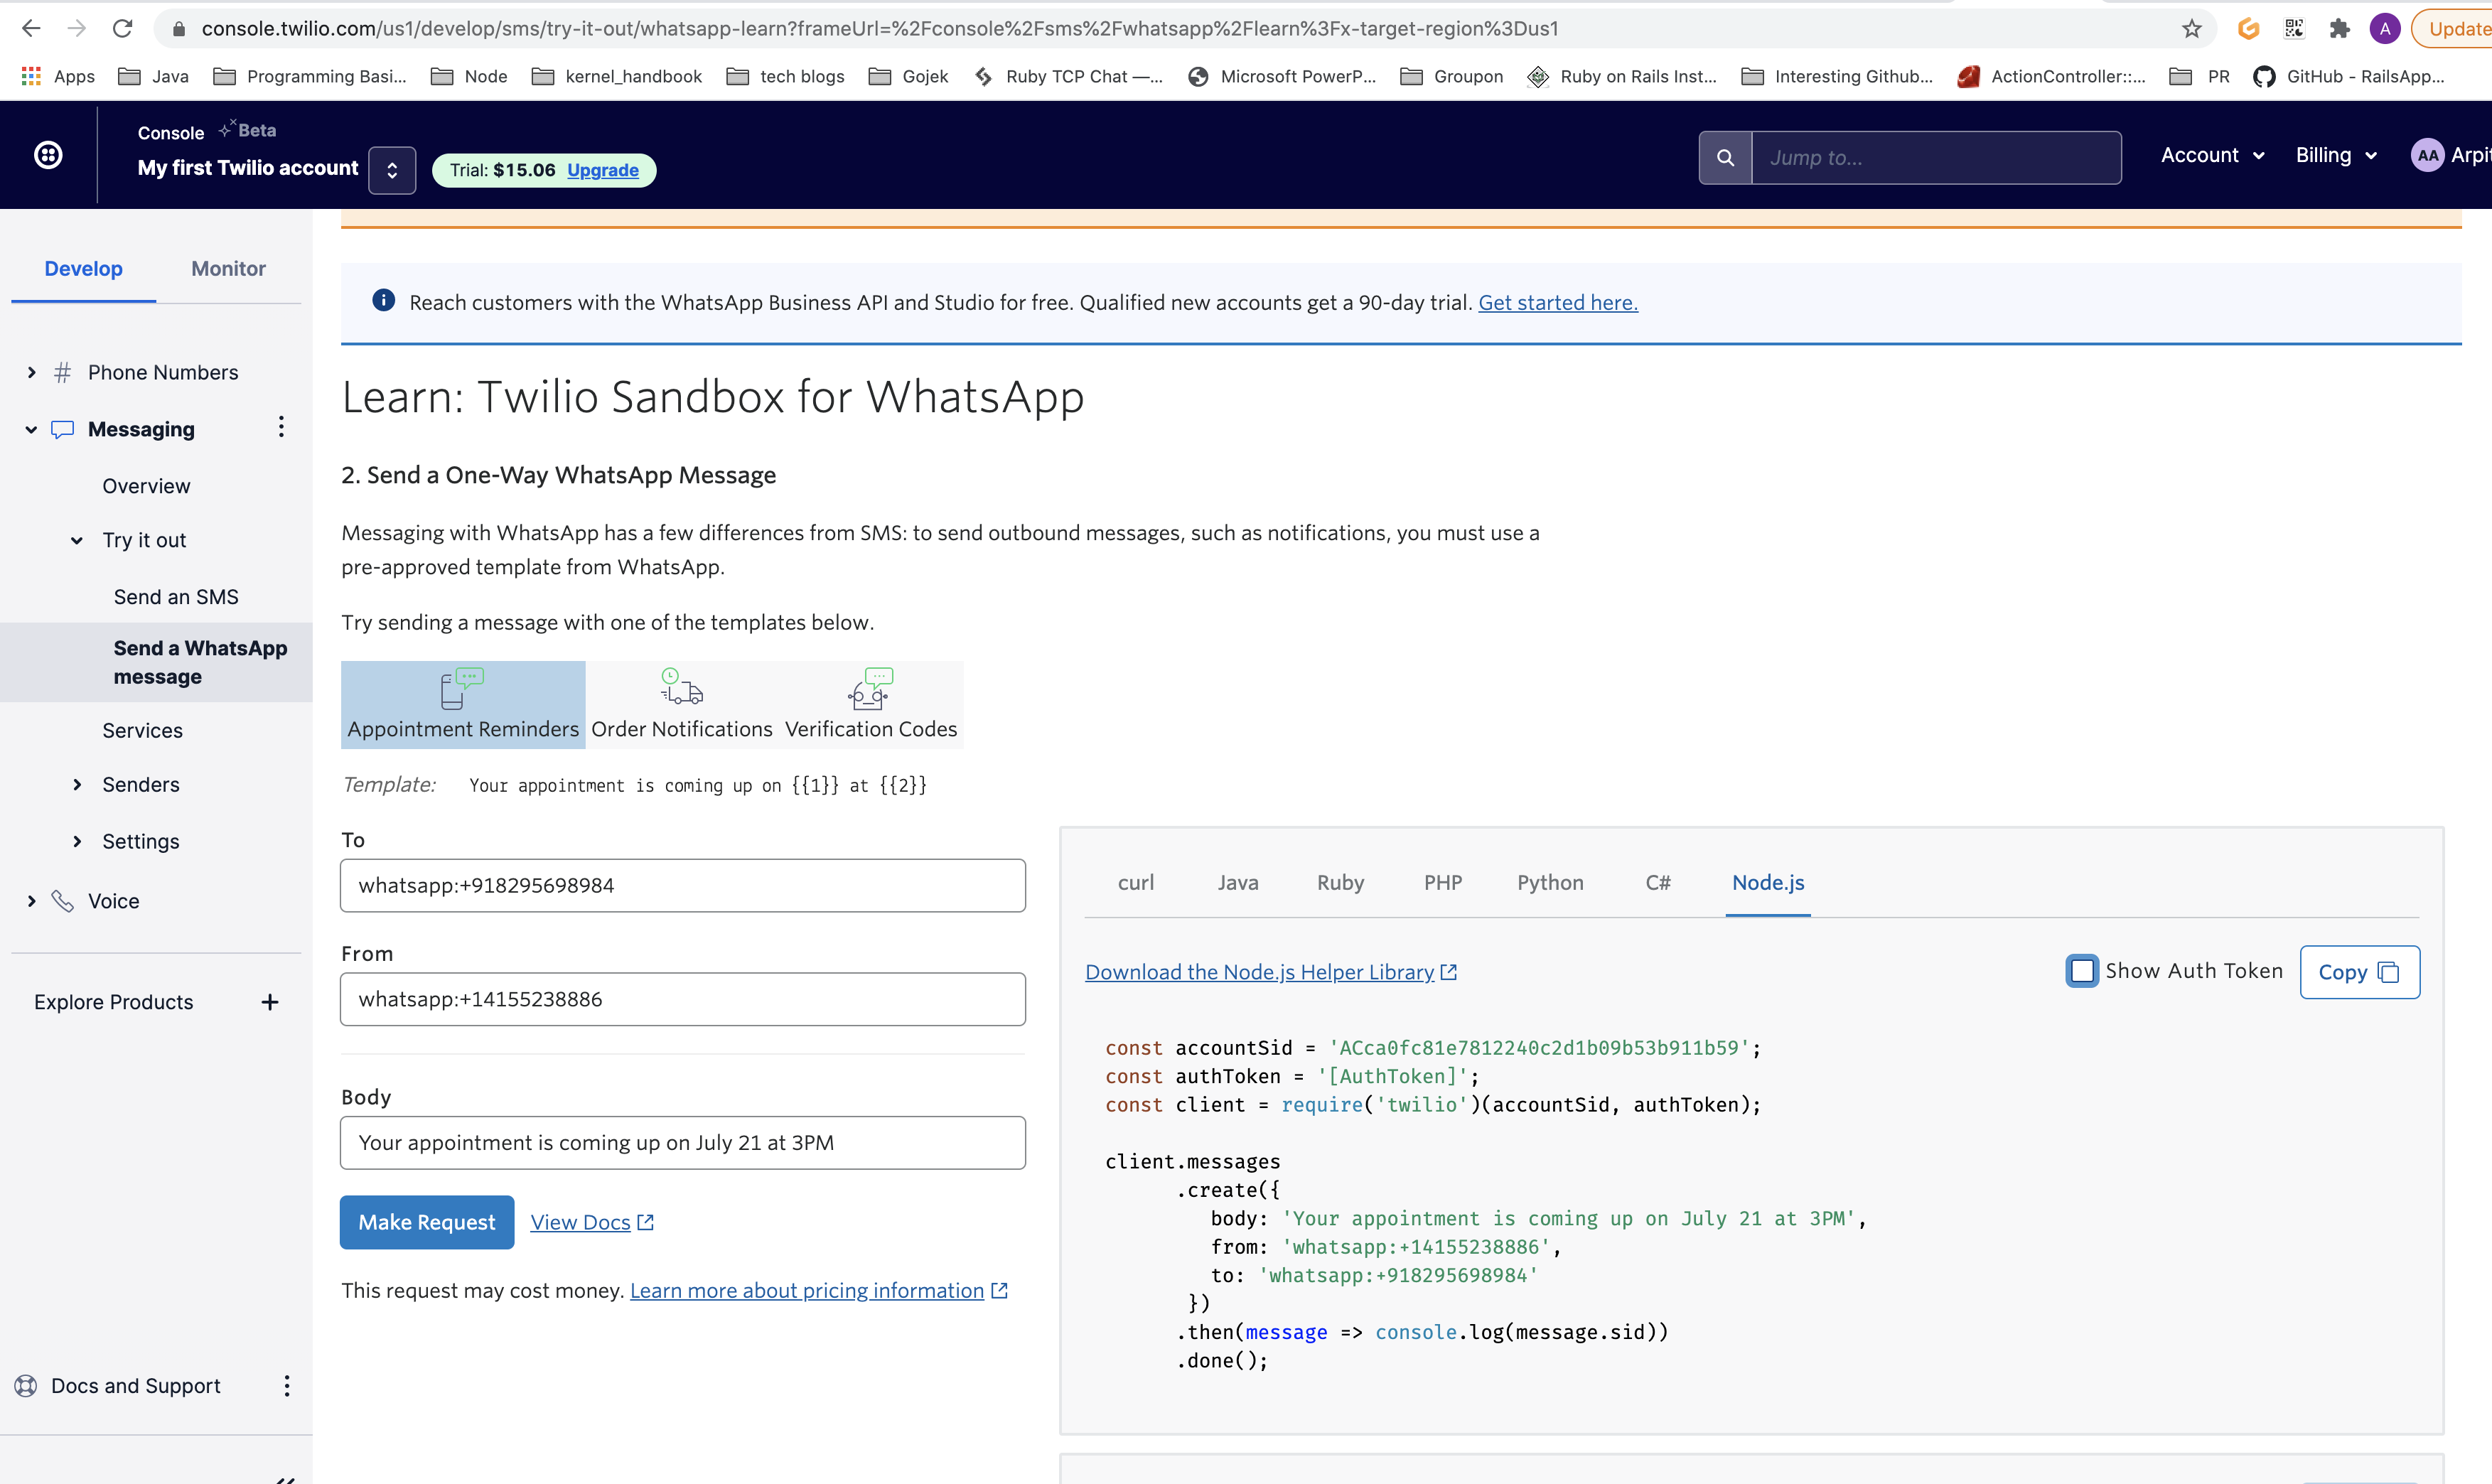 console.twilio.com/us1/develop/sms/try-it-out/whatsapp-learn?frameUrl=%2Fconsole%2Fsms%2Fwhatsapp%2Flearn%3Fx-target-region%3Dus1
A
Update
Apps Java Programming Basi... Node kernel_handbook tech blogs Gojek Ruby TCP Chat —... Microsoft PowerP... Groupon Ruby on Rails Inst... Interesting Github... ActionController::... PR GitHub - RailsApp...
Console Beta
My first Twilio account
Trial: $15.06 Upgrade
Jump to...
Account
Billing
AA Arpi
Develop Monitor
# Phone Numbers
Messaging
Overview
Try it out
Send an SMS
Send a WhatsApp
message
Services
Senders
Settings
Voice
Explore Products +
Docs and Support
Reach customers with the WhatsApp Business API and Studio for free. Qualified new accounts get a 90-day trial. Get started here.
Learn: Twilio Sandbox for WhatsApp
2. Send a One-Way WhatsApp Message
Messaging with WhatsApp has a few differences from SMS: to send outbound messages, such as notifications, you must use a
pre-approved template from WhatsApp.
Try sending a message with one of the templates below.
Appointment Reminders Order Notifications Verification Codes
Template: Your appointment is coming up on {{1}} at {{2}}
To
whatsapp:+918295698984
From
whatsapp:+14155238886
Body
Your appointment is coming up on July 21 at 3PM
Make Request View Docs
This request may cost money. Learn more about pricing information
curl Java Ruby PHP Python C# Node.js
Download the Node.js Helper Library
Show Auth Token
Copy
const accountSid = 'ACca0fc81e7812240c2d1b09b53b911b59';
const authToken = '[AuthToken]';
const client = require('twilio')(accountSid, authToken);
client.messages
.create({
body: 'Your appointment is coming up on July 21 at 3PM',
from: 'whatsapp:+14155238886',
to: 'whatsapp:+918295698984'
})
.then(message => console.log(message.sid))
.done();